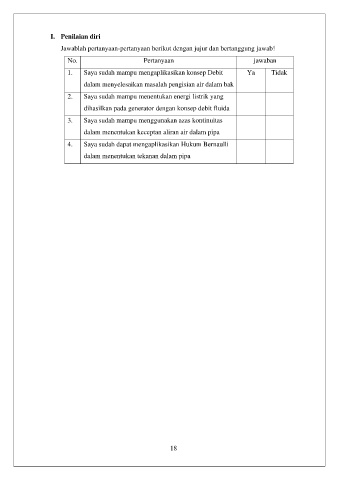 I. Penilaian diri
Jawablah pertanyaan-pertanyaan berikut dengan jujur dan bertanggung jawab!
No. Pertanyaan jawaban
1. Saya sudah mampu mengaplikasikan konsep Debit Ya Tidak
dalam menyelesaikan masalah pengisian air dalam bak
2. Saya sudah mampu menentukan energi listrik yang
dihasilkan pada generator dengan konsep debit fluida
3. Saya sudah mampu menggunakan azas kontinuitas
dalam menentukan kecepatan aliran air dalam pipa
4. Saya sudah dapat mengaplikasikan Hukum Bernaulli
dalam menentukan tekanan dalam pipa
18